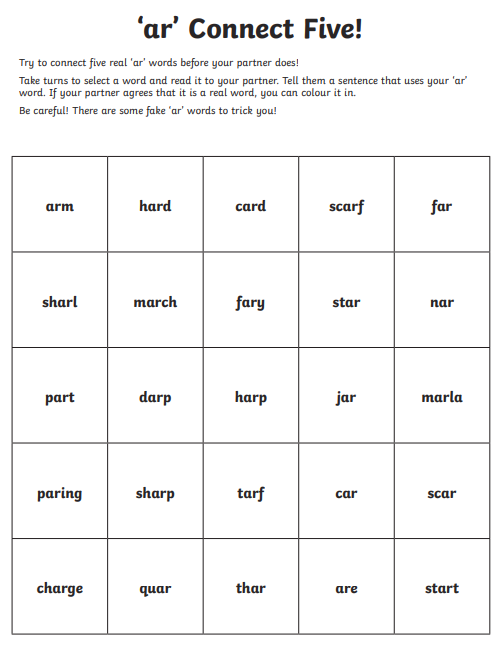 ‘ar’ Connect Five!
Try to connect five real ‘ar’ words before your partner does!
Take turns to select a word and read it to your partner. Tell them a sentence that uses your ‘ar’
word. If your partner agrees that it is a real word, you can colour it in.
Be careful! There are some fake ‘ar’ words to trick you!
arm hard card scarf far
sharl march fary star nar
part darp harp jar marla
paring sharp tarf car scar
charge quar thar are start